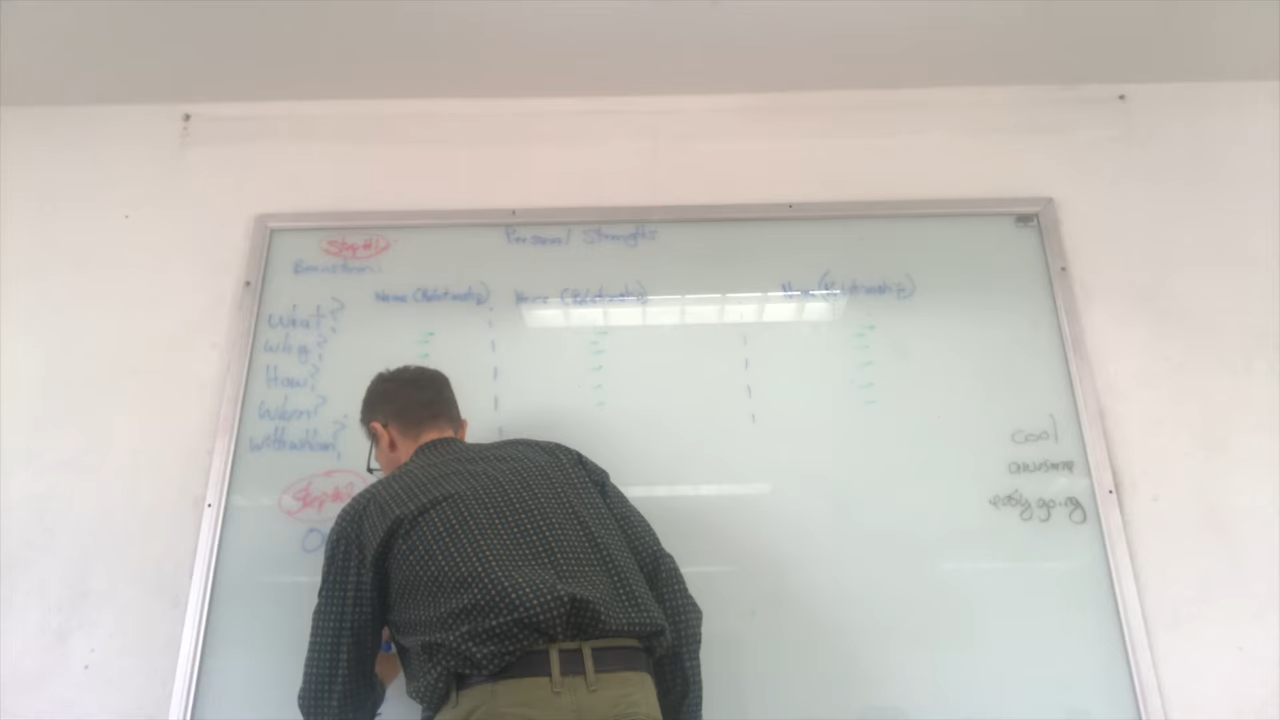 Step #1
Personal Strengths
Brainstorm:
Name (Relationship) Name (Relationship) Name (Relationship)
What?
Why?
How?
When?
With whom?
Step #2
cool
awesome
easy going